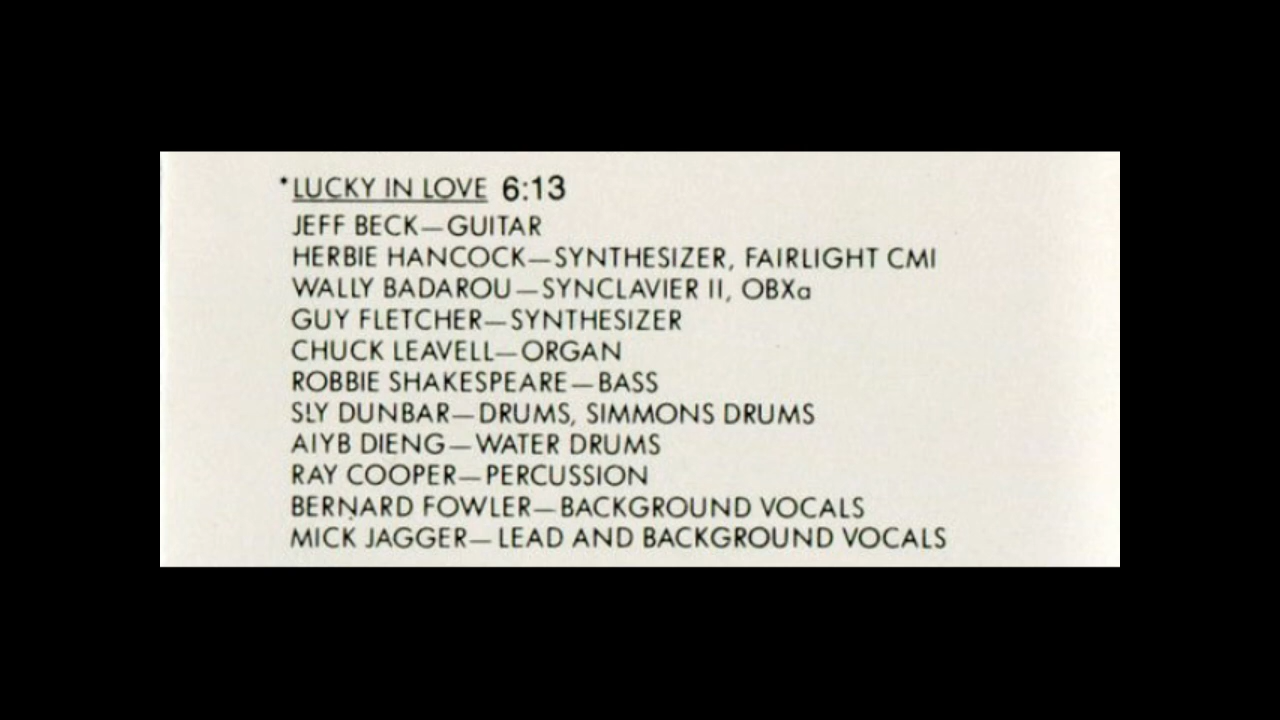 *LUCKY IN LOVE 6:13
JEFF BECK—GUITAR
HERBIE HANCOCK—SYNTHESIZER, FAIRLIGHT CMI
WALLY BADAROU—SYNCLAVIER II, OBXa
GUY FLETCHER—SYNTHESIZER
CHUCK LEAVELL—ORGAN
ROBBIE SHAKESPEARE—BASS
SLY DUNBAR—DRUMS, SIMMONS DRUMS
AIYB DIENG—WATER DRUMS
RAY COOPER—PERCUSSION
BERNARD FOWLER—BACKGROUND VOCALS
MICK JAGGER—LEAD AND BACKGROUND VOCALS